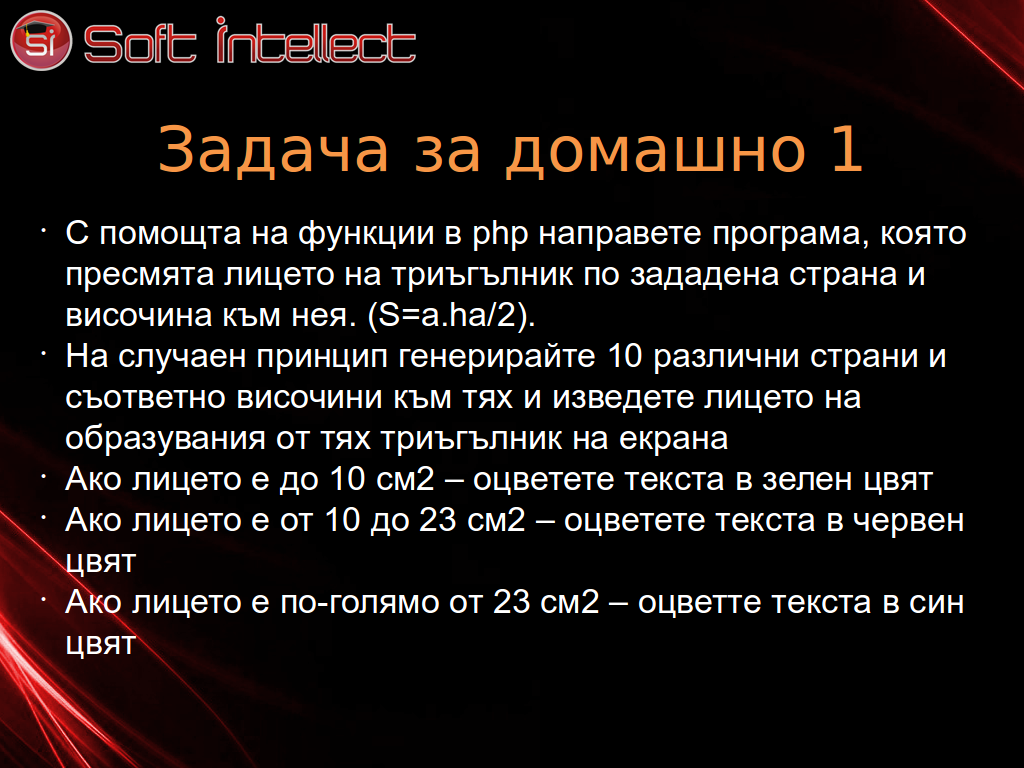 Si Soft intellect
Задача за домашно 1
· С помощта на функции в php направете програма, която
пресмята лицето на триъгълник по зададена страна и
височина към нея. (S=a.ha/2).
· На случаен принцип генерирайте 10 различни страни и
съответно височини към тях и изведете лицето на
образувания от тях триъгълник на екрана
· Ако лицето е до 10 см2 – оцветете текста в зелен цвят
· Ако лицето е от 10 до 23 см2 – оцветете текста в червен
цвят
· Ако лицето е по-голямо от 23 см2 – оцветте текста в син
цвят